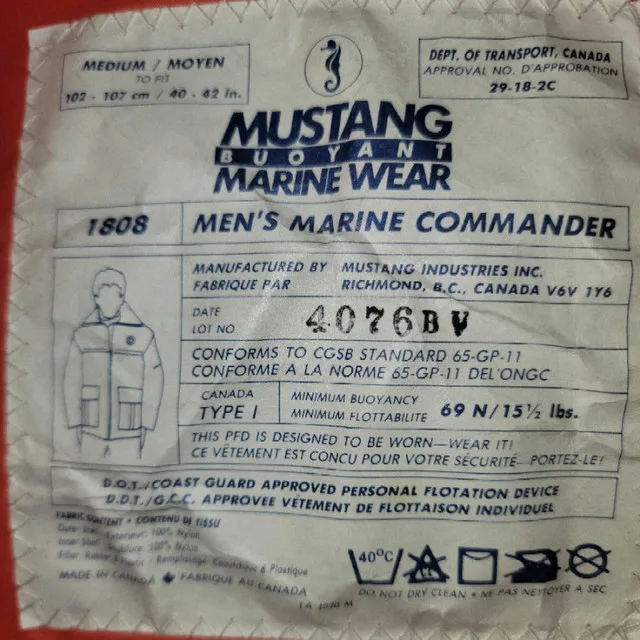 MEDIUM / MOYEN
TO FIT
102 - 107 cm / 40 - 42 in.
DEPT. OF TRANSPORT, CANADA
APPROVAL NO. D'APPROBATION
29-18-2C
MUSTANG
BUOYANT
MARINE WEAR
1808 MEN'S MARINE COMMANDER
MANUFACTURED BY MUSTANG INDUSTRIES INC.
FABRIQUE PAR RICHMOND, B.C., CANADA V6V 1Y6
DATE
LOT NO 4076BV
CONFORMS TO CGSB STANDARD 65-GP-11
CONFORME A LA NORME 65-GP-11 DEL'ONGC
CANADA
TYPE I
MINIMUM BUOYANCY
MINIMUM FLOTTABILITE 69 N/15½ lbs.
THIS PFD IS DESIGNED TO BE WORN—WEAR IT!
CE VÊTEMENT EST CONCU POUR VOTRE SÉCURITÉ—PORTEZ-LE!
D.O.T./COAST GUARD APPROVED PERSONAL FLOTATION DEVICE
D.D.T./G.C.C. APPROVEE VÊTEMENT DE FLOTTAISON INDIVIDUEL
FABRIC CONTENT • CONTENU DE TISSU
100% Nylon
100% Nylon
Caoutchouc & Plastique
MADE IN CANADA FABRIQUE AU CANADA
40°C
DO NOT DRY CLEAN • NE PAS NETTOYER A SEC